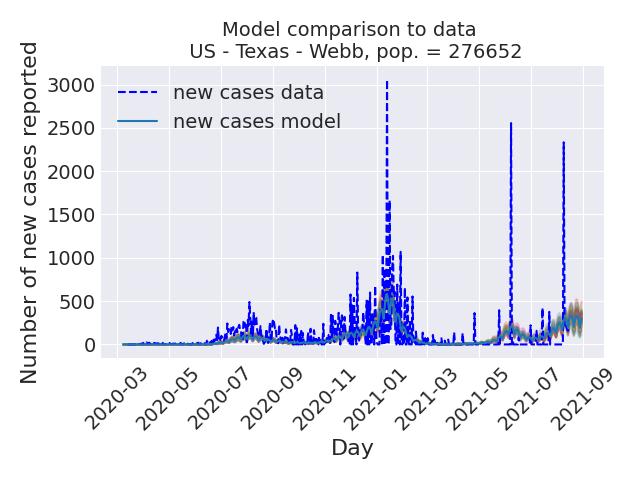 Model comparison to data
US - Texas - Webb, pop. = 276652
Number of new cases reported
3000
2500
2000
1500
1000
500
0
new cases data
new cases model
2020-03
2020-05
2020-07
2020-09
2020-11
2021-01
2021-03
2021-05
2021-07
2021-09
Day